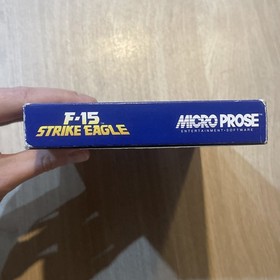 F-15
STRIKE EAGLE
MICRO PROSE
ENTERTAINMENT • SOFTWARE